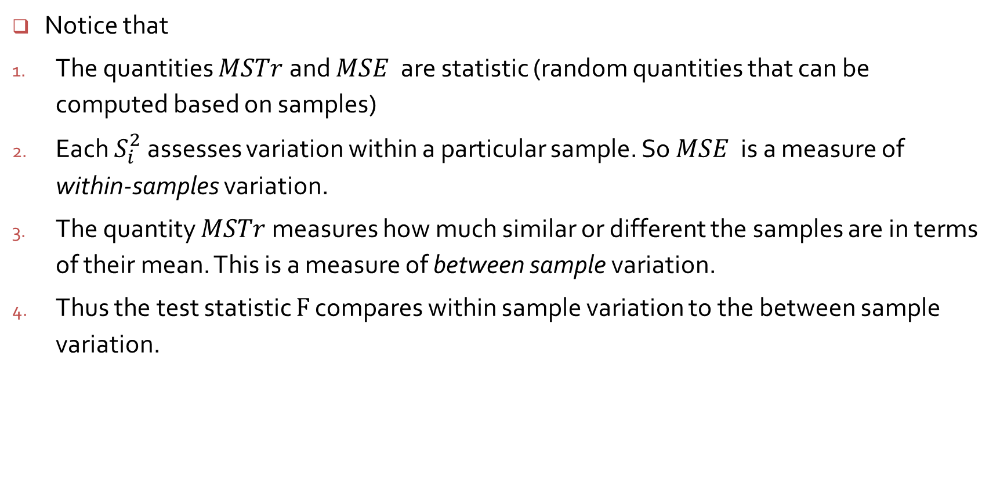 ❑ Notice that
1. The quantities MSTr and MSE are statistic (random quantities that can be
computed based on samples)
2. Each S_i^2 assesses variation within a particular sample. So MSE is a measure of
within-samples variation.
3. The quantity MSTr measures how much similar or different the samples are in terms
of their mean. This is a measure of between sample variation.
4. Thus the test statistic F compares within sample variation to the between sample
variation.